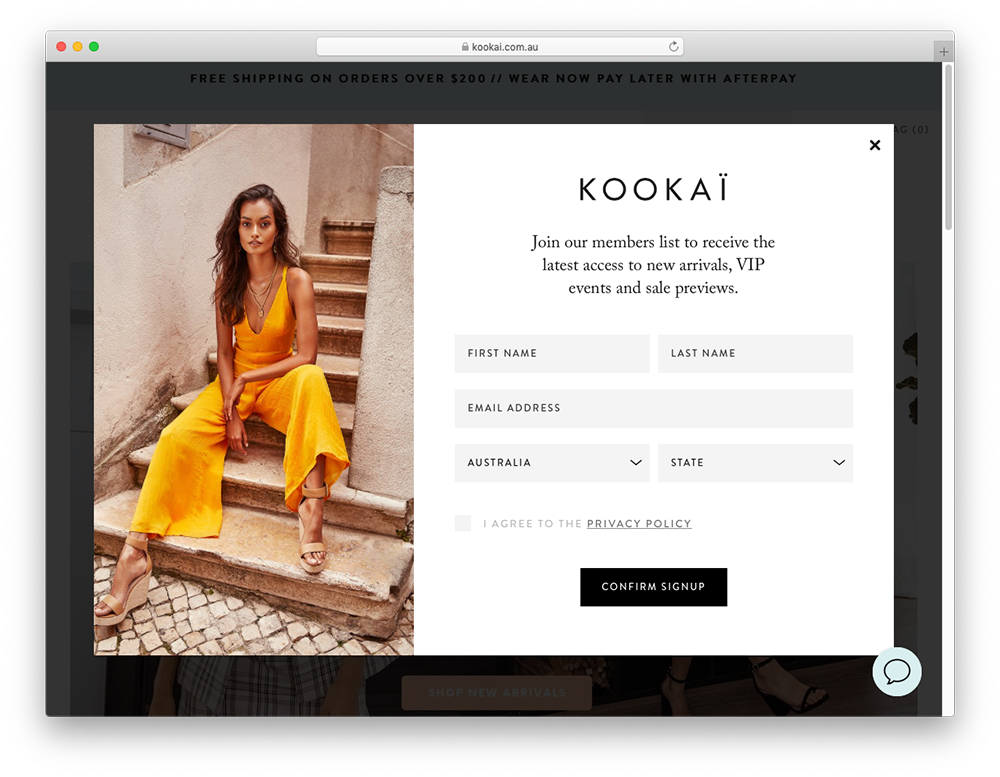 kookai.com.au
FREE SHIPPING ON ORDERS OVER $200 // WEAR NOW PAY LATER WITH AFTERPAY
(0)
KOOKAÏ
Join our members list to receive the
latest access to new arrivals, VIP
events and sale previews.
FIRST NAME
LAST NAME
EMAIL ADDRESS
AUSTRALIA
STATE
I AGREE TO THE PRIVACY POLICY
CONFIRM SIGNUP
SHOP NEW ARRIVALS